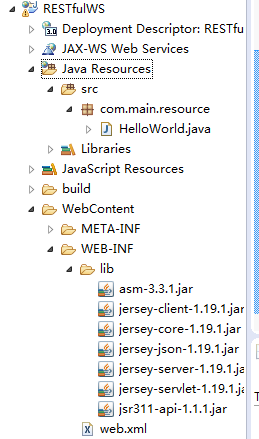 RESTfulWS
Deployment Descriptor: RESTfu
JAX-WS Web Services
Java Resources
src
com.main.resource
HelloWorld.java
Libraries
JavaScript Resources
build
WebContent
META-INF
WEB-INF
lib
asm-3.3.1.jar
jersey-client-1.19.1.jar
jersey-core-1.19.1.jar
jersey-json-1.19.1.jar
jersey-server-1.19.1.jar
jersey-servlet-1.19.1.jar
jsr311-api-1.1.1.jar
web.xml